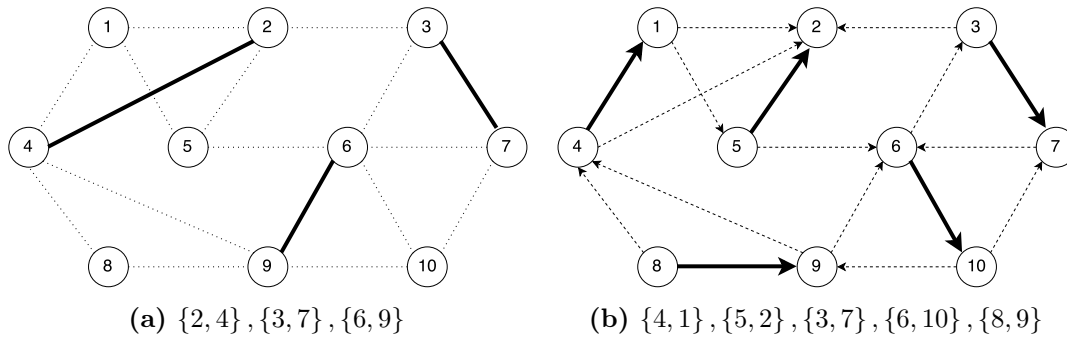 1 2 3 1 2 3
4 5 6 7 4 5 6 7
8 9 10 8 9 10
(a) {2, 4} , {3, 7} , {6, 9} (b) {4, 1} , {5, 2} , {3, 7} , {6, 10} , {8, 9}